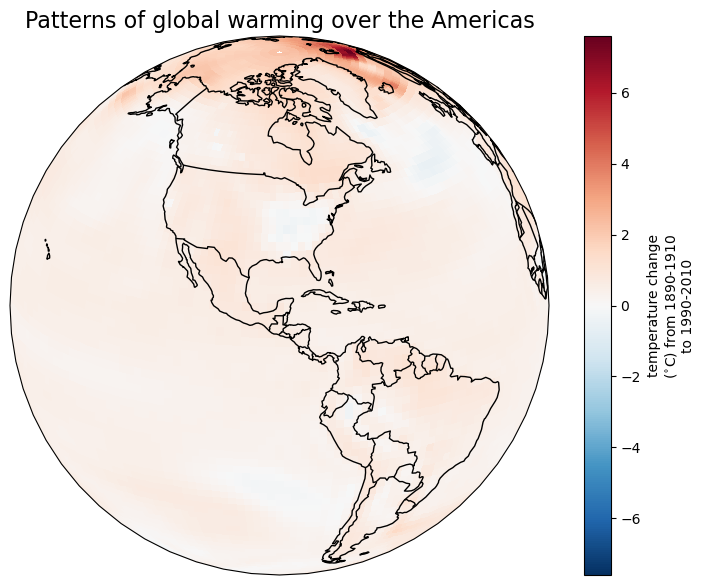 Patterns of global warming over the Americas
6
4
2
0
−2
−4
−6
temperature change
(°C) from 1890-1910
to 1990-2010